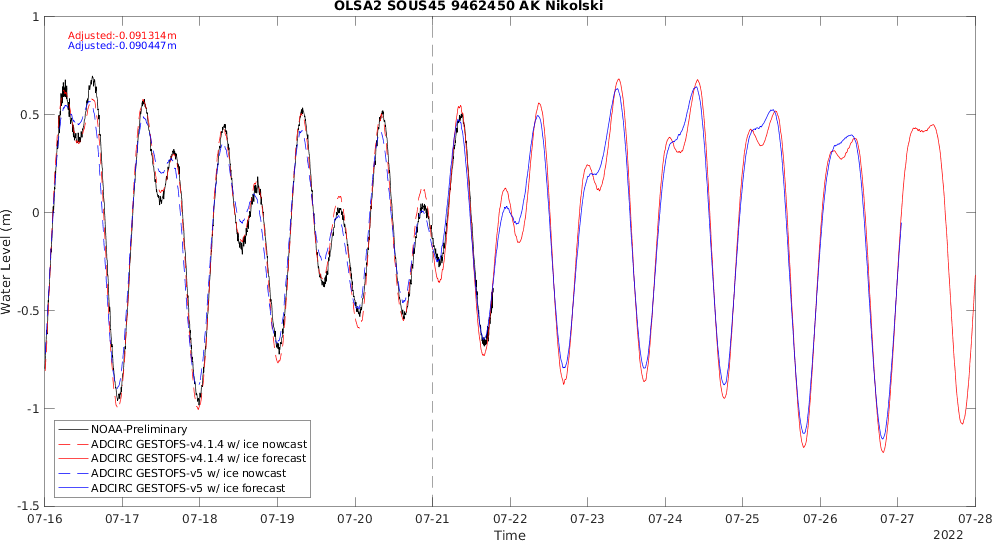 OLSA2 SOUS45 9462450 AK Nikolski
Adjusted:-0.091314m
Adjusted:-0.090447m
1
0.5
0
-0.5
-1
-1.5
Water Level (m)
NOAA-Preliminary
ADCIRC GESTOFS-v4.1.4 w/ ice nowcast
ADCIRC GESTOFS-v4.1.4 w/ ice forecast
ADCIRC GESTOFS-v5 w/ ice nowcast
ADCIRC GESTOFS-v5 w/ ice forecast
07-16 07-17 07-18 07-19 07-20 07-21 07-22 07-23 07-24 07-25 07-26 07-27 07-28
Time
2022